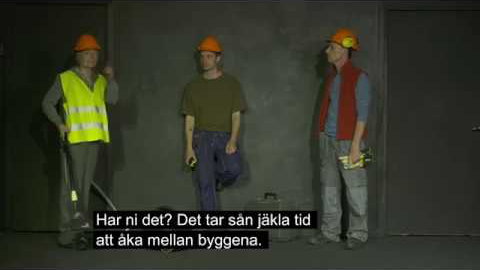 Har ni det? Det tar sån jäkla tid
att åka mellan byggena.